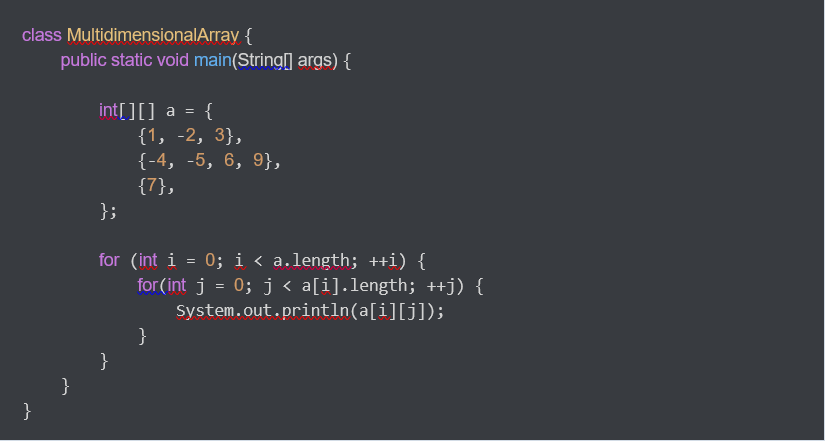 class MultidimensionalArray {
public static void main(String[] args) {
int[][] a = {
{1, -2, 3},
{-4, -5, 6, 9},
{7},
};
for (int i = 0; i < a.length; ++i) {
for(int j = 0; j < a[i].length; ++j) {
System.out.println(a[i][j]);
}
}
}
}